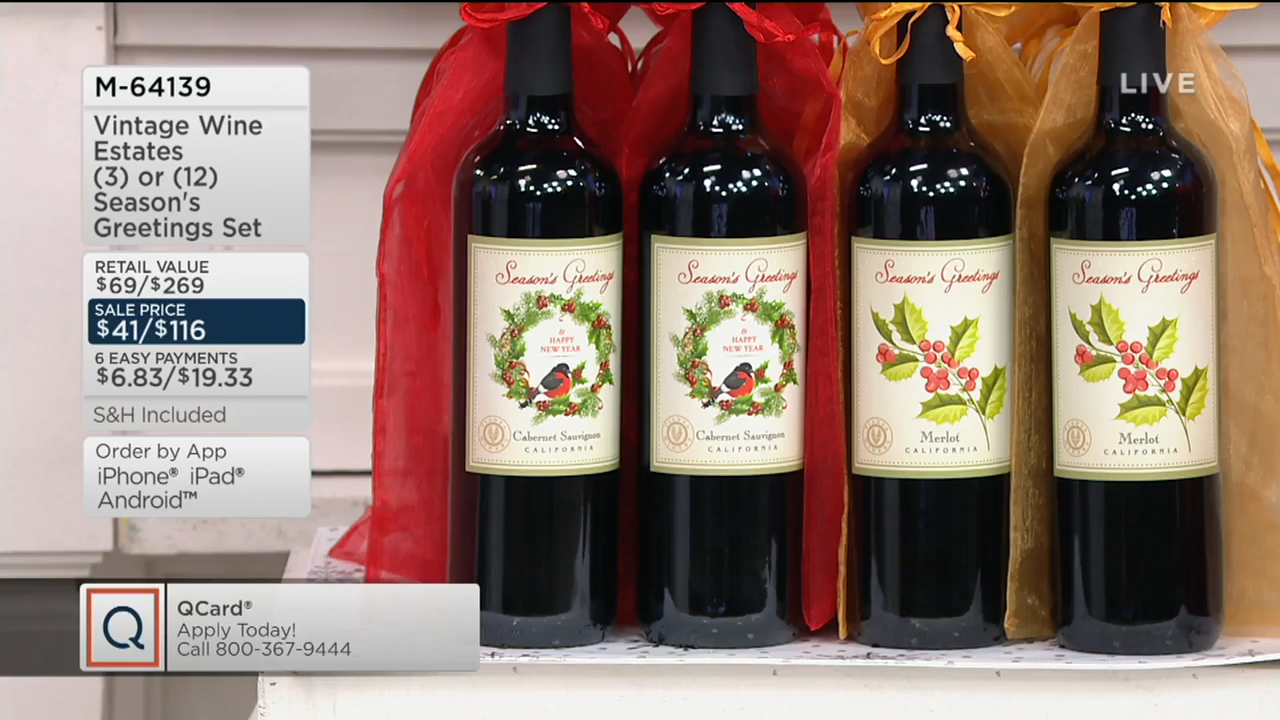 LIVE
M-64139
Vintage Wine
Estates
(3) or (12)
Season's
Greetings Set
RETAIL VALUE
$69/$269
SALE PRICE
$41/$116
6 EASY PAYMENTS
$6.83/$19.33
S&H Included
Order by App
iPhone® iPad®
Android™
Q
QCard®
Apply Today!
Call 800-367-9444
Season's Greetings
&
HAPPY
NEW YEAR
Cabernet Sauvignon
CALIFORNIA
Season's Greetings
&
HAPPY
NEW YEAR
Cabernet Sauvignon
CALIFORNIA
Season's Greetings
Merlot
CALIFORNIA
Season's Greetings
Merlot
CALIFORNIA